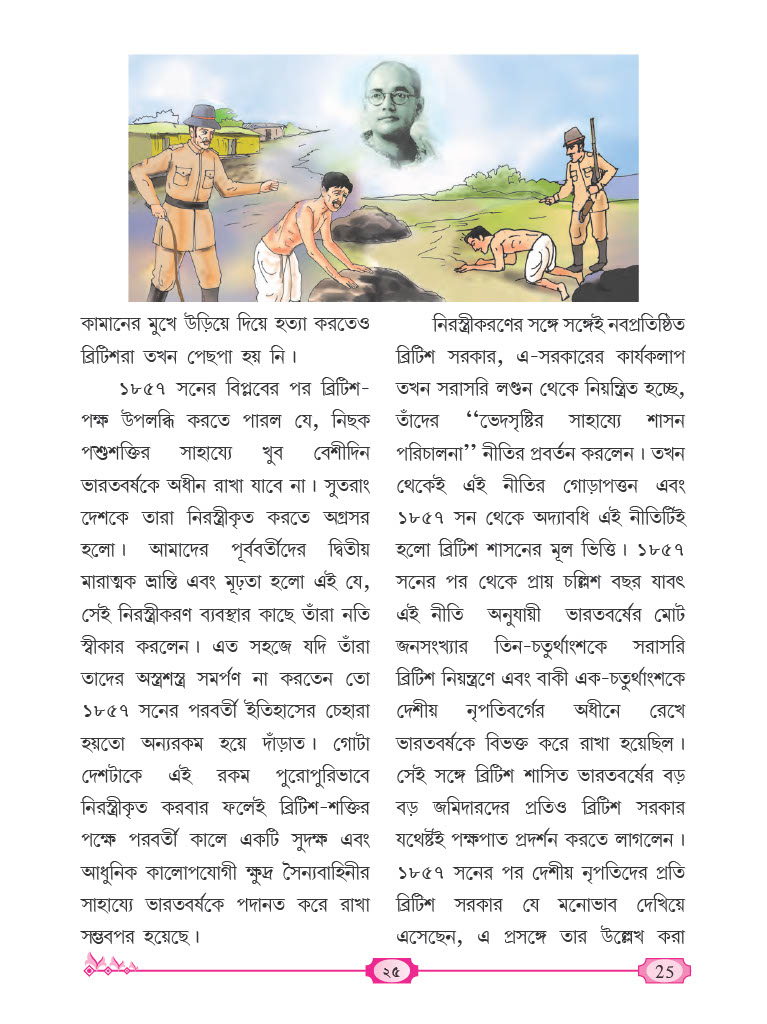 কামানের মুখে উড়িয়ে দিয়ে হত্যা করতেও
ব্রিটিশরা তখন পেছপা হয় নি।
১৮৫৭ সনের বিপ্লবের পর ব্রিটিশ-
পক্ষ উপলব্ধি করতে পারল যে, নিছক
পশুশক্তির সাহায্যে খুব বেশীদিন
ভারতবর্ষকে অধীন রাখা যাবে না। সুতরাং
দেশকে তারা নিরস্ত্রীকৃত করতে অগ্রসর
হলো। আমাদের পূর্ববর্তীদের দ্বিতীয়
মারাত্মক ভ্রান্তি এবং মূঢ়তা হলো এই যে,
সেই নিরস্ত্রীকরণ ব্যবস্থার কাছে তাঁরা নতি
স্বীকার করলেন। এত সহজে যদি তাঁরা
তাদের অস্ত্রশস্ত্র সমর্পণ না করতেন তো
১৮৫৭ সনের পরবর্তী ইতিহাসের চেহারা
হয়তো অন্যরকম হয়ে দাঁড়াত। গোটা
দেশটাকে এই রকম পুরোপুরিভাবে
নিরস্ত্রীকৃত করবার ফলেই ব্রিটিশ-শক্তির
পক্ষে পরবর্তী কালে একটি সুদক্ষ এবং
আধুনিক কালোপযোগী ক্ষুদ্র সৈন্যবাহিনীর
সাহায্যে ভারতবর্ষকে পদানত করে রাখা
সম্ভবপর হয়েছে।
নিরস্ত্রীকরণের সঙ্গে সঙ্গেই নবপ্রতিষ্ঠিত
ব্রিটিশ সরকার, এ-সরকারের কার্যকলাপ
তখন সরাসরি লণ্ডন থেকে নিয়ন্ত্রিত হচ্ছে,
তাঁদের ‘‘ভেদসৃষ্টির সাহায্যে শাসন
পরিচালনা’’ নীতির প্রবর্তন করলেন। তখন
থেকেই এই নীতির গোড়াপত্তন এবং
১৮৫৭ সন থেকে অদ্যাবধি এই নীতিটিই
হলো ব্রিটিশ শাসনের মূল ভিত্তি। ১৮৫৭
সনের পর থেকে প্রায় চল্লিশ বছর যাবৎ
এই নীতি অনুযায়ী ভারতবর্ষের মোট
জনসংখ্যার তিন-চতুর্থাংশকে সরাসরি
ব্রিটিশ নিয়ন্ত্রণে এবং বাকী এক-চতুর্থাংশকে
দেশীয় নৃপতিবর্গের অধীনে রেখে
ভারতবর্ষকে বিভক্ত করে রাখা হয়েছিল।
সেই সঙ্গে ব্রিটিশ শাসিত ভারতবর্ষের বড়
বড় জমিদারদের প্রতিও ব্রিটিশ সরকার
যথেষ্টই পক্ষপাত প্রদর্শন করতে লাগলেন।
১৮৫৭ সনের পর দেশীয় নৃপতিদের প্রতি
ব্রিটিশ সরকার যে মনোভাব দেখিয়ে
এসেছেন, এ প্রসঙ্গে তার উল্লেখ করা
২৫
25